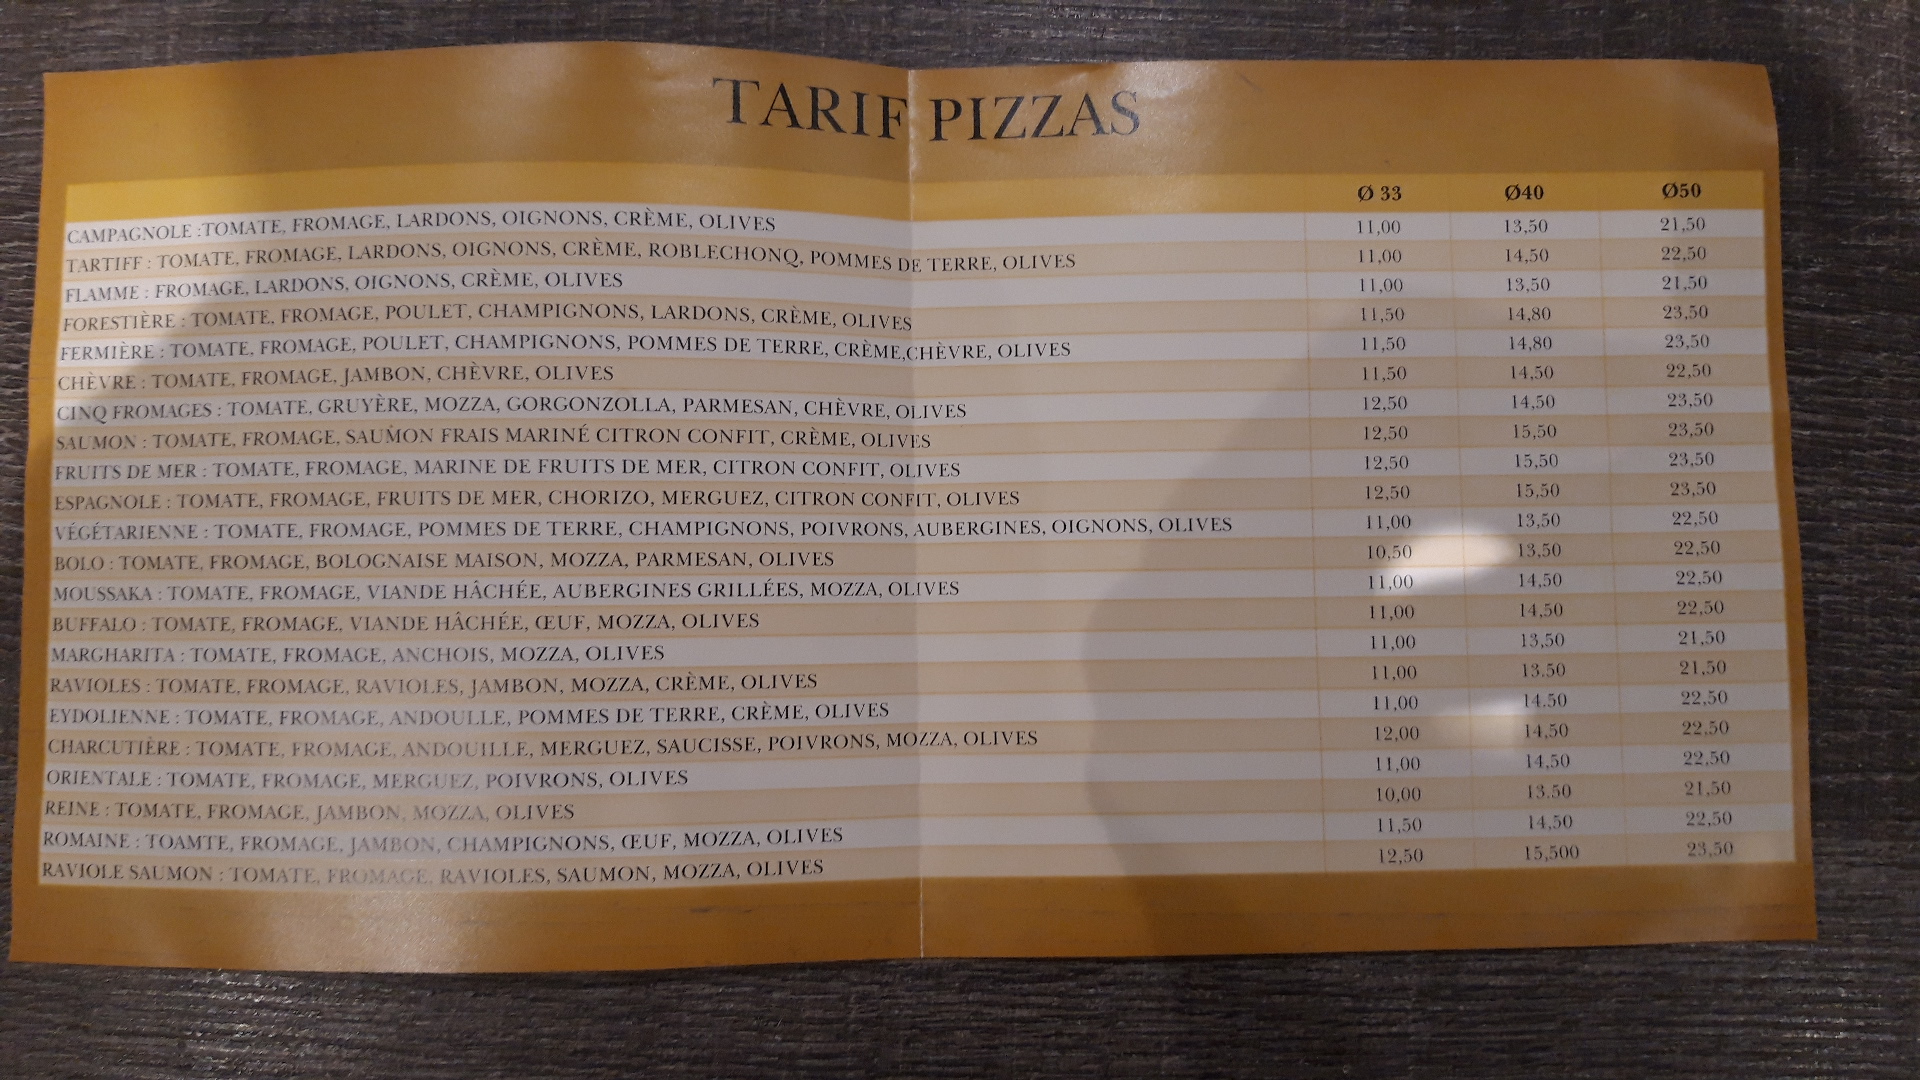 TARIF PIZZAS
Ø 33 Ø40 Ø50
CAMPAGNOLE :TOMATE, FROMAGE, LARDONS, OIGNONS, CRÈME, OLIVES 11,00 13,50 21,50
TARTIFF : TOMATE, FROMAGE, LARDONS, OIGNONS, CRÈME, ROBLECHONQ, POMMES DE TERRE, OLIVES 11,00 14,50 22,50
FLAMME : FROMAGE, LARDONS, OIGNONS, CRÈME, OLIVES 11,00 13,50 21,50
FORESTIÈRE : TOMATE, FROMAGE, POULET, CHAMPIGNONS, LARDONS, CRÈME, OLIVES 11,50 14,80 23,50
FERMIÈRE : TOMATE, FROMAGE, POULET, CHAMPIGNONS, POMMES DE TERRE, CRÈME,CHÈVRE, OLIVES 11,50 14,80 23,50
CHÈVRE : TOMATE, FROMAGE, JAMBON, CHÈVRE, OLIVES 11,50 14,50 22,50
CINQ FROMAGES : TOMATE, GRUYÈRE, MOZZA, GORGONZOLLA, PARMESAN, CHÈVRE, OLIVES 12,50 14,50 23,50
SAUMON : TOMATE, FROMAGE, SAUMON FRAIS MARINÉ CITRON CONFIT, CRÈME, OLIVES 12,50 15,50 23,50
FRUITS DE MER : TOMATE, FROMAGE, MARINE DE FRUITS DE MER, CITRON CONFIT, OLIVES 12,50 15,50 23,50
ESPAGNOLE : TOMATE, FROMAGE, FRUITS DE MER, CHORIZO, MERGUEZ, CITRON CONFIT, OLIVES 12,50 15,50 23,50
VÉGÉTARIENNE : TOMATE, FROMAGE, POMMES DE TERRE, CHAMPIGNONS, POIVRONS, AUBERGINES, OIGNONS, OLIVES 11,00 13,50 22,50
BOLO : TOMATE, FROMAGE, BOLOGNAISE MAISON, MOZZA, PARMESAN, OLIVES 10,50 13,50 22,50
MOUSSAKA : TOMATE, FROMAGE, VIANDE HÂCHÉE, AUBERGINES GRILLÉES, MOZZA, OLIVES 11,00 14,50 22,50
BUFFALO : TOMATE, FROMAGE, VIANDE HÂCHÉE, ŒUF, MOZZA, OLIVES 11,00 14,50 22,50
MARGHARITA : TOMATE, FROMAGE, ANCHOIS, MOZZA, OLIVES 11,00 13,50 21,50
RAVIOLES : TOMATE, FROMAGE, RAVIOLES, JAMBON, MOZZA, CRÈME, OLIVES 11,00 13.50 21,50
EYDOLIENNE : TOMATE, FROMAGE, ANDOULLE, POMMES DE TERRE, CRÈME, OLIVES 11,00 14.50 22,50
CHARCUTIÈRE : TOMATE, FROMAGE, ANDOUILLE, MERGUEZ, SAUCISSE, POIVRONS, MOZZA, OLIVES 12,00 14,50 22,50
ORIENTALE : TOMATE, FROMAGE, MERGUEZ, POIVRONS, OLIVES 11,00 14,50 22,50
REINE : TOMATE, FROMAGE, JAMBON, MOZZA, OLIVES 10,00 13.50 21,50
ROMAINE : TOAMTE, FROMAGE, JAMBON, CHAMPIGNONS, ŒUF, MOZZA, OLIVES 11,50 14,50 22,50
RAVIOLE SAUMON : TOMATE, FROMAGE, RAVIOLES, SAUMON, MOZZA, OLIVES 12,50 15,500 23,50